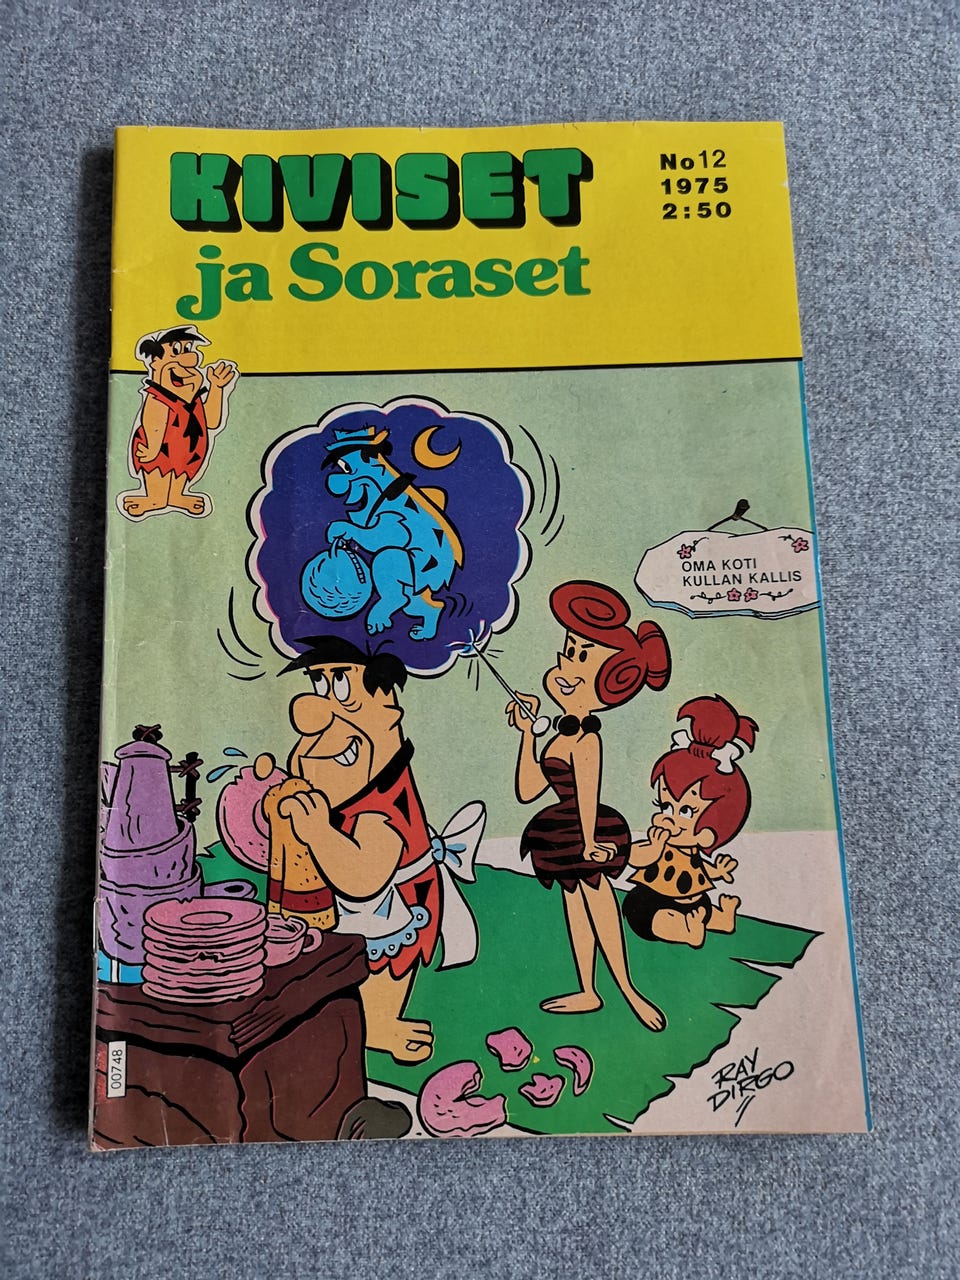 KIVISET
ja Soraset
No 12
1975
2:50
OMA KOTI
KULLAN KALLIS
00748
RAY
DIRGO